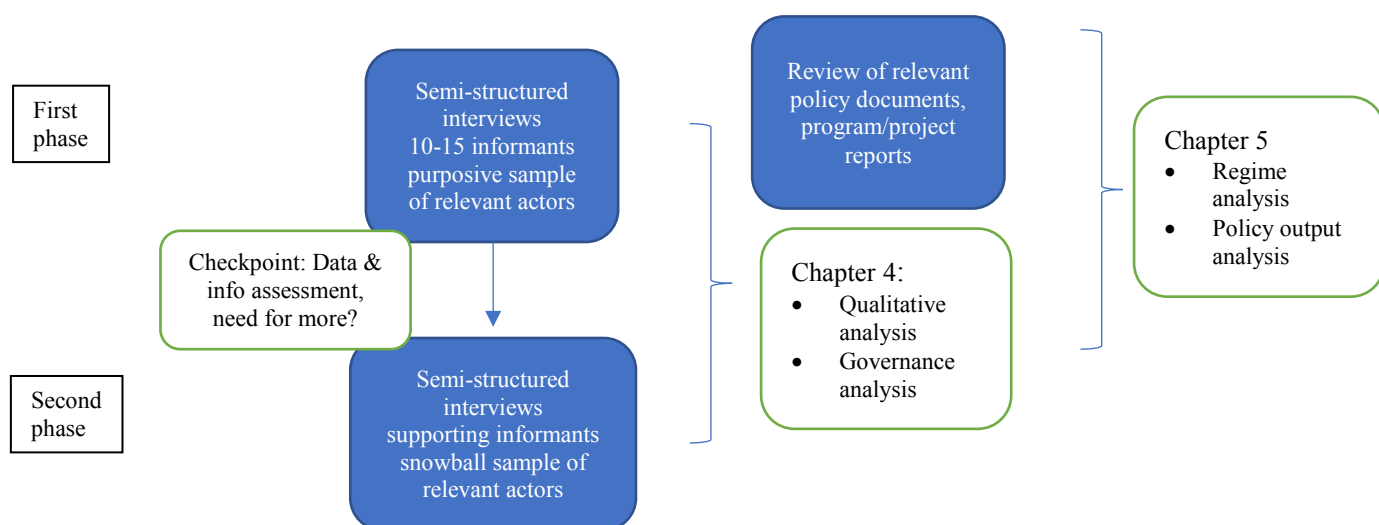 First
phase
Semi-structured
interviews
10-15 informants
purposive sample
of relevant actors
Checkpoint: Data &
info assessment,
need for more?
Second
phase
Semi-structured
interviews
supporting informants
snowball sample of
relevant actors
Review of relevant
policy documents,
program/project
reports
Chapter 4:
• Qualitative
analysis
• Governance
analysis
Chapter 5
• Regime
analysis
• Policy output
analysis